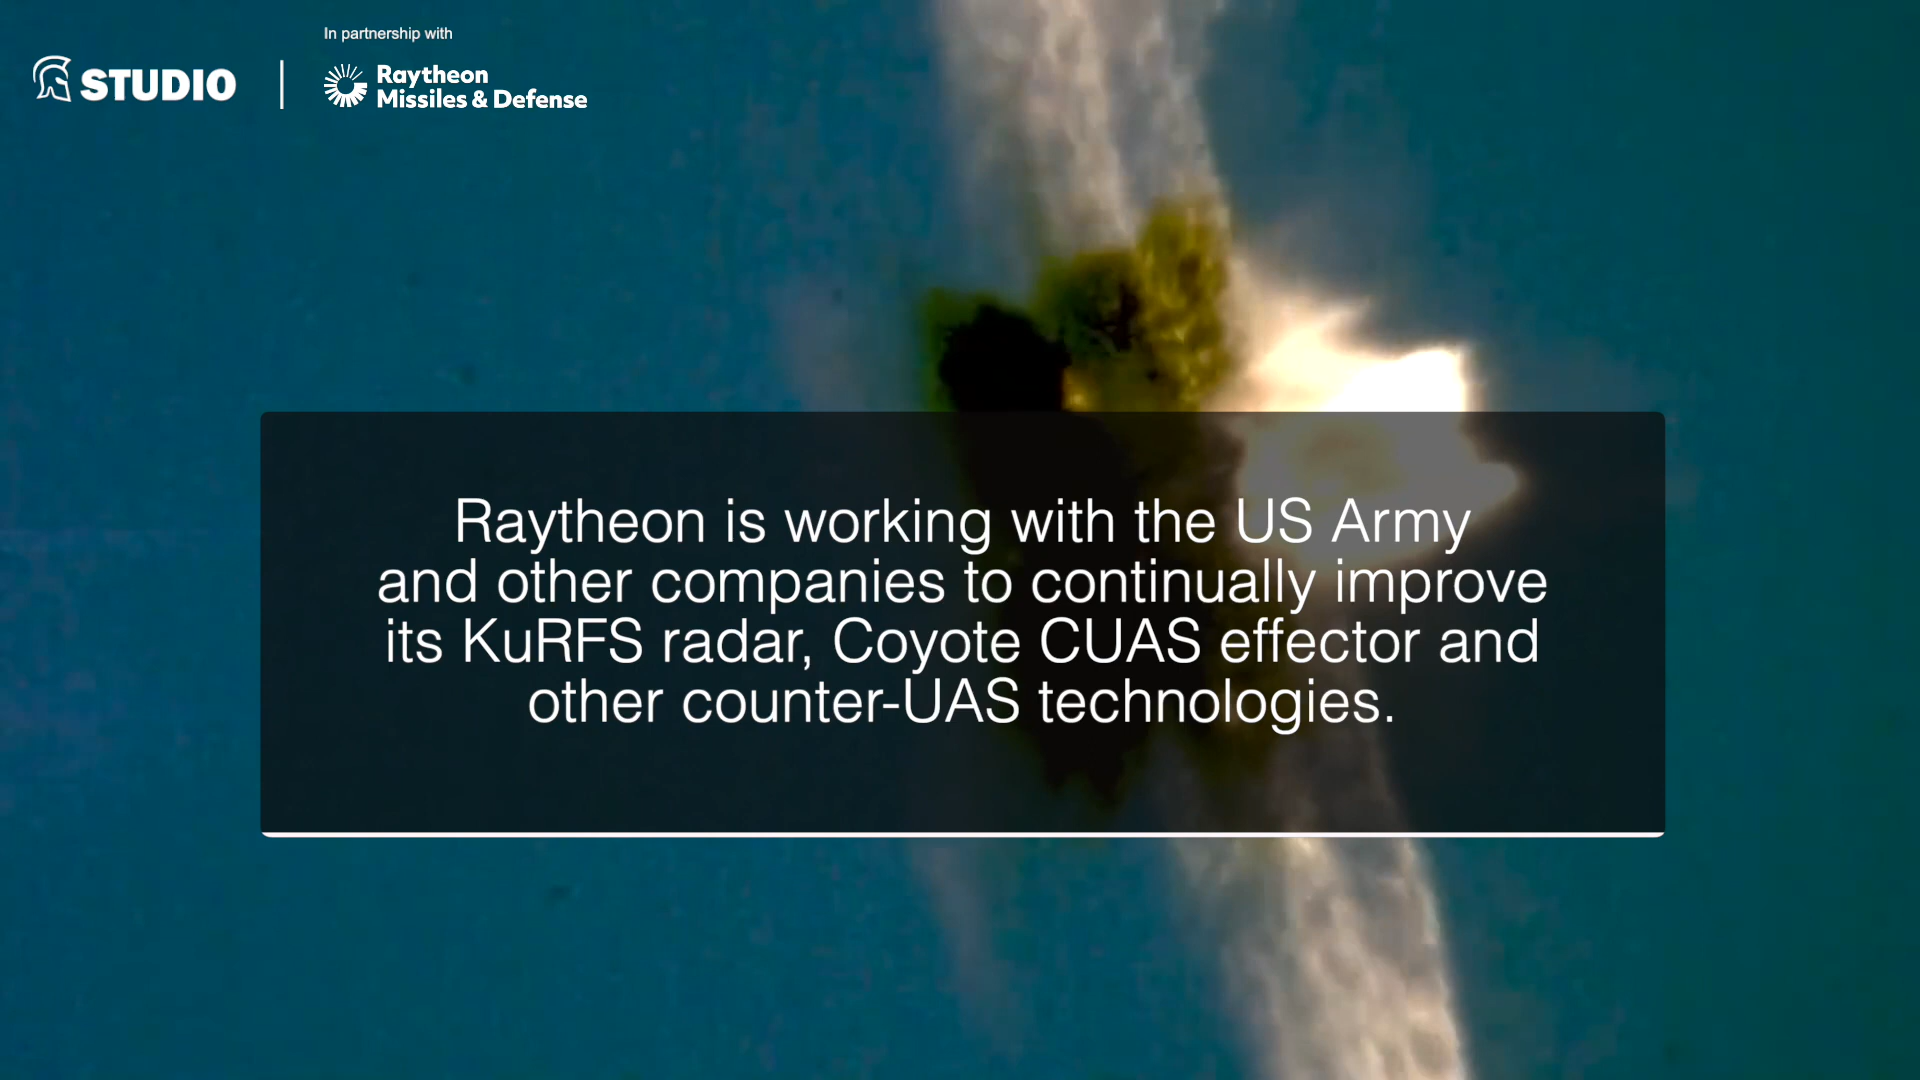 In partnership with
STUDIO
Raytheon
Missiles & Defense
Raytheon is working with the US Army
and other companies to continually improve
its KuRFS radar, Coyote CUAS effector and
other counter-UAS technologies.